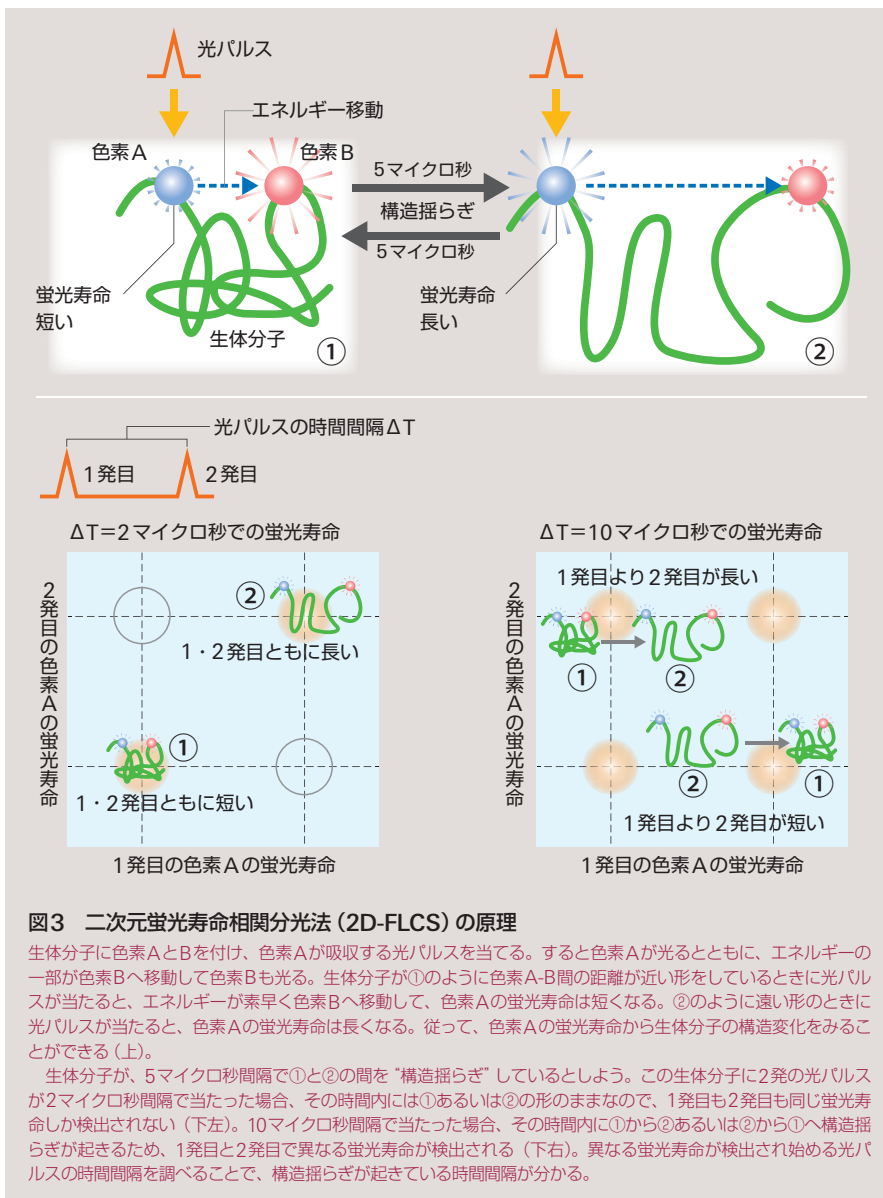 光パルス
エネルギー移動
色素A
色素B
5マイクロ秒
構造揺らぎ
5マイクロ秒
蛍光寿命
短い
生体分子
①
蛍光寿命
長い
②
光パルスの時間間隔ΔT
1発目
2発目
ΔT=2マイクロ秒での蛍光寿命
2発目の色素Aの蛍光寿命
②
1・2発目ともに長い
①
1・2発目ともに短い
1発目の色素Aの蛍光寿命
ΔT=10マイクロ秒での蛍光寿命
2発目の色素Aの蛍光寿命
1発目より2発目が長い
①
②
②
①
1発目より2発目が短い
1発目の色素Aの蛍光寿命
図3 二次元蛍光寿命相関分光法(2D-FLCS)の原理
生体分子に色素AとBを付け、色素Aが吸収する光パルスを当てる。すると色素Aが光るとともに、エネルギーの
一部が色素Bへ移動して色素Bも光る。生体分子が①のように色素A-B間の距離が近い形をしているときに光パル
スが当たると、エネルギーが素早く色素Bへ移動して、色素Aの蛍光寿命は短くなる。②のように遠い形のときに
光パルスが当たると、色素Aの蛍光寿命は長くなる。従って、色素Aの蛍光寿命から生体分子の構造変化をみるこ
とができる(上)。
生体分子が、5マイクロ秒間隔で①と②の間を“構造揺らぎ”しているとしよう。この生体分子に2発の光パルス
が2マイクロ秒間隔で当たった場合、その時間内には①あるいは②の形のままなので、1発目も2発目も同じ蛍光寿
命しか検出されない(下左)。10マイクロ秒間隔で当たった場合、その時間内に①から②あるいは②から①へ構造揺
らぎが起きるため、1発目と2発目で異なる蛍光寿命が検出される(下右)。異なる蛍光寿命が検出され始める光パ
ルスの時間間隔を調べることで、構造揺らぎが起きている時間間隔が分かる。